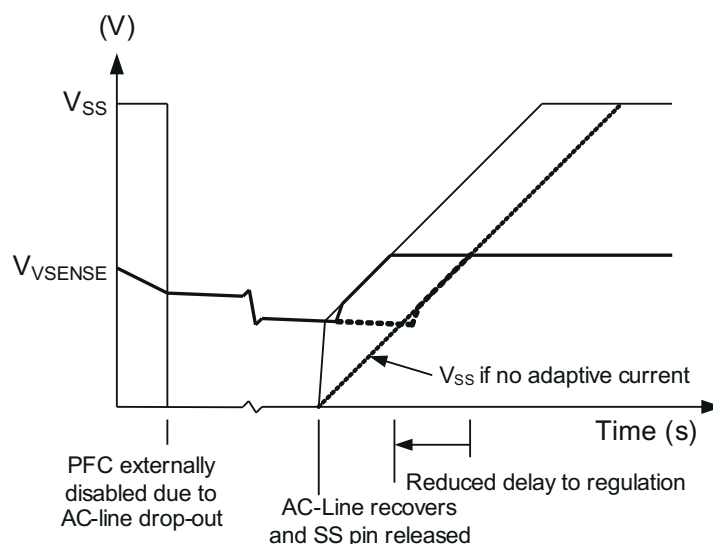 (V)
VSS
VVSENSE
VSS if no adaptive current
Time (s)
PFC externally
disabled due to
AC-line drop-out
AC-Line recovers
and SS pin released
Reduced delay to regulation